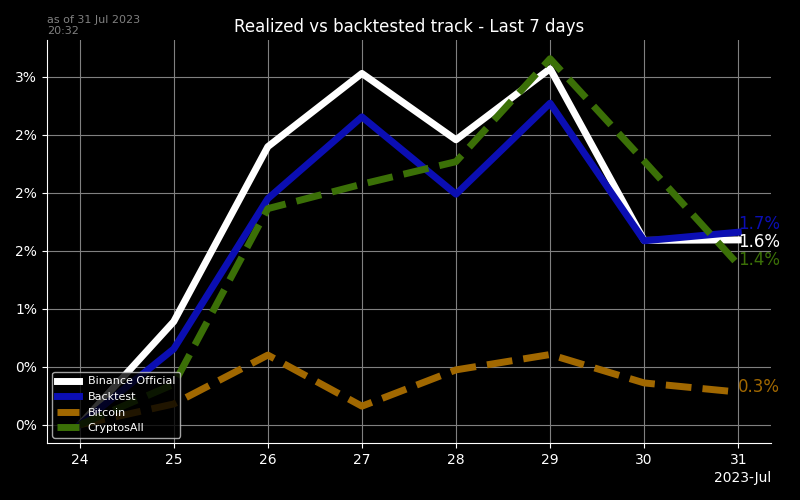 as of 31 Jul 2023
20:32
Realized vs backtested track - Last 7 days
3%
2%
2%
2%
1%
0%
0%
1.7%
1.6%
1.4%
0.3%
Binance Official
Backtest
Bitcoin
CryptosAll
24 25 26 27 28 29 30 31
2023-Jul